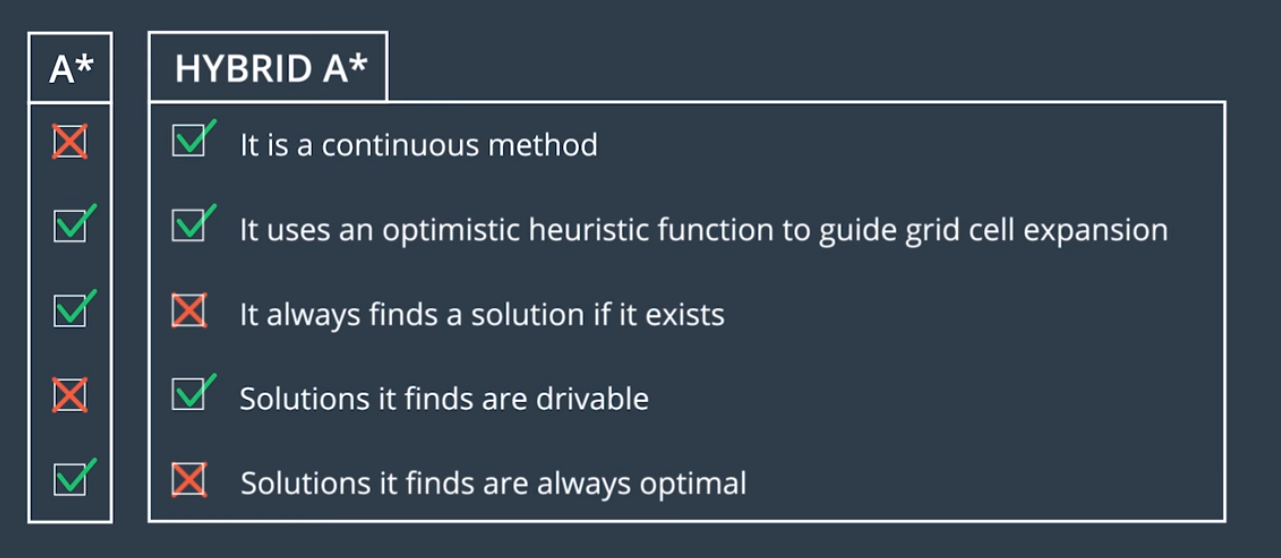 A*
HYBRID A*
It is a continuous method
It uses an optimistic heuristic function to guide grid cell expansion
It always finds a solution if it exists
Solutions it finds are drivable
Solutions it finds are always optimal